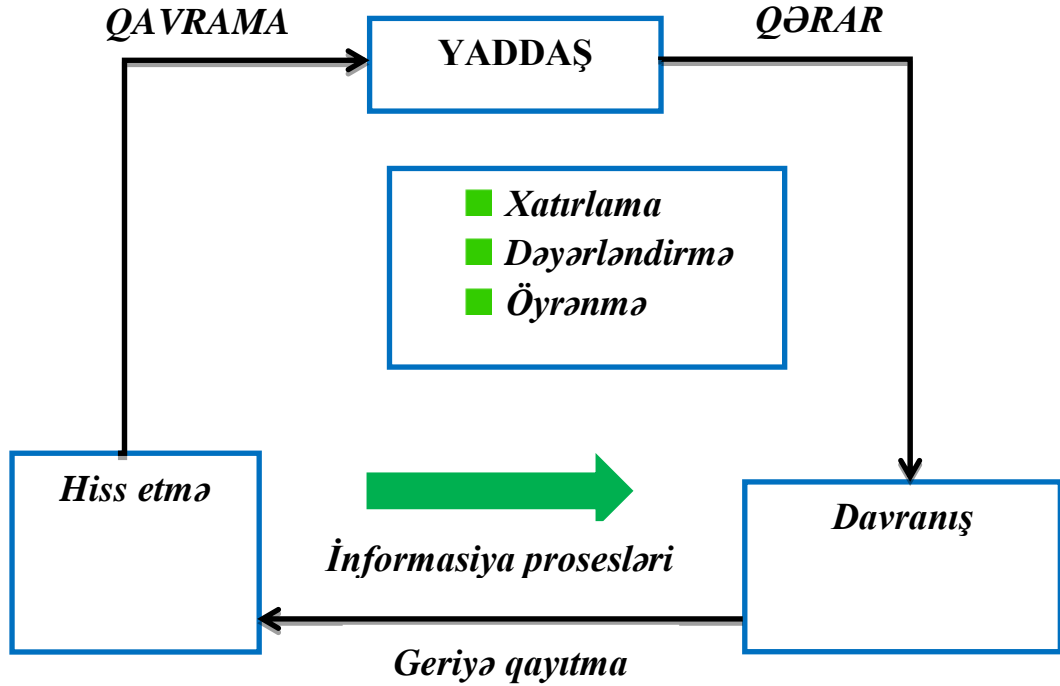 QAVRAMA
YADDAŞ
QƏRAR
Xatırlama
Dəyərləndirmə
Öyrənmə
Hiss etmə
Davranış
İnformasiya prosesləri
Geriyə qayıtma